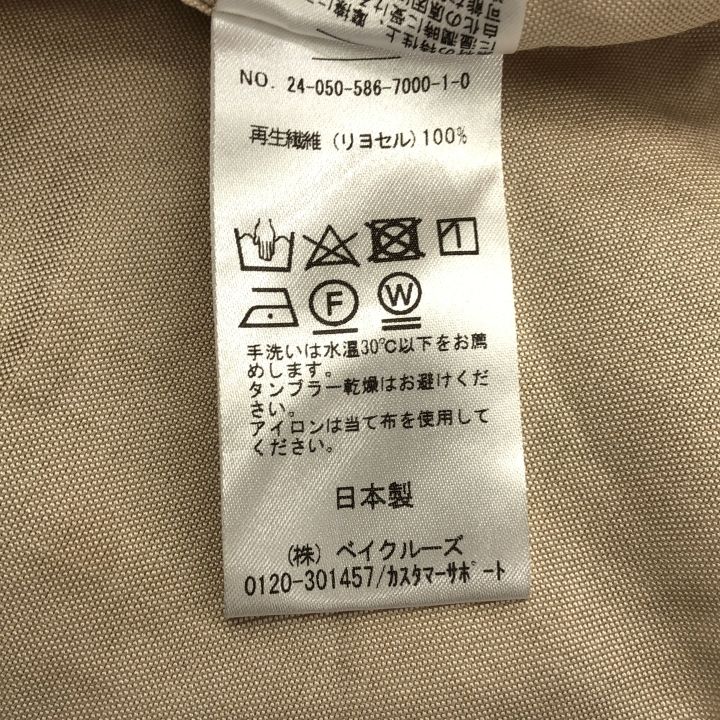 NO. 24-050-586-7000-1-0
再生繊維 (リヨセル) 100%
1
F W
手洗いは水温30℃以下をお薦
めします。
タンブラー乾燥はお避けくだ
さい。
アイロンは当て布を使用して
ください。
日本製
(株) ベイクルーズ
0120-301457/カスタマーサポート